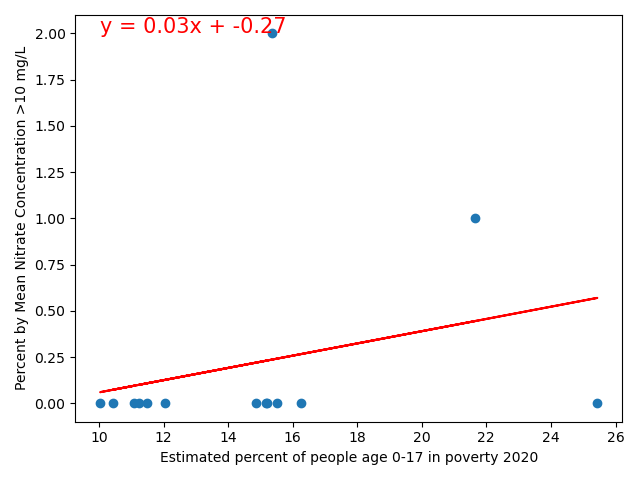 y = 0.03x + -0.27
2.00
1.75
1.50
1.25
1.00
0.75
0.50
0.25
0.00
Percent by Mean Nitrate Concentration >10 mg/L
10 12 14 16 18 20 22 24 26
Estimated percent of people age 0-17 in poverty 2020